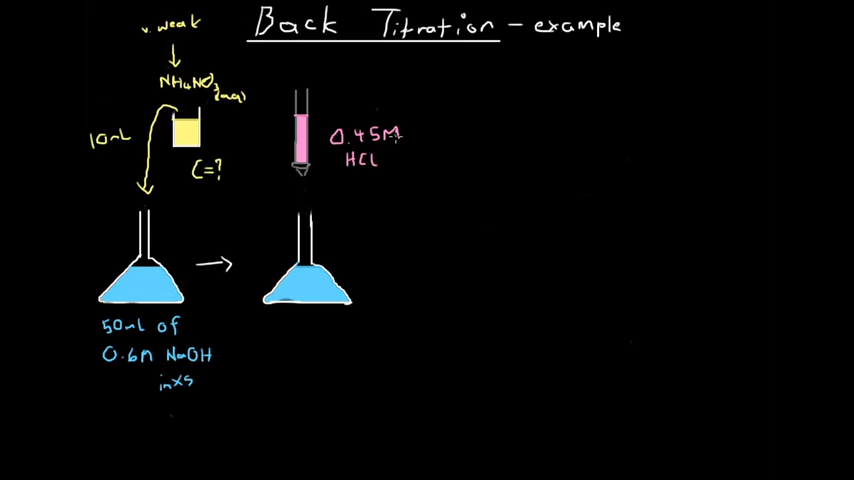 Back Titration - example
v. weak
NH4NO3(aq)
10mL
C=?
0.45M
HCl
50mL of
0.6M NaOH
in xs